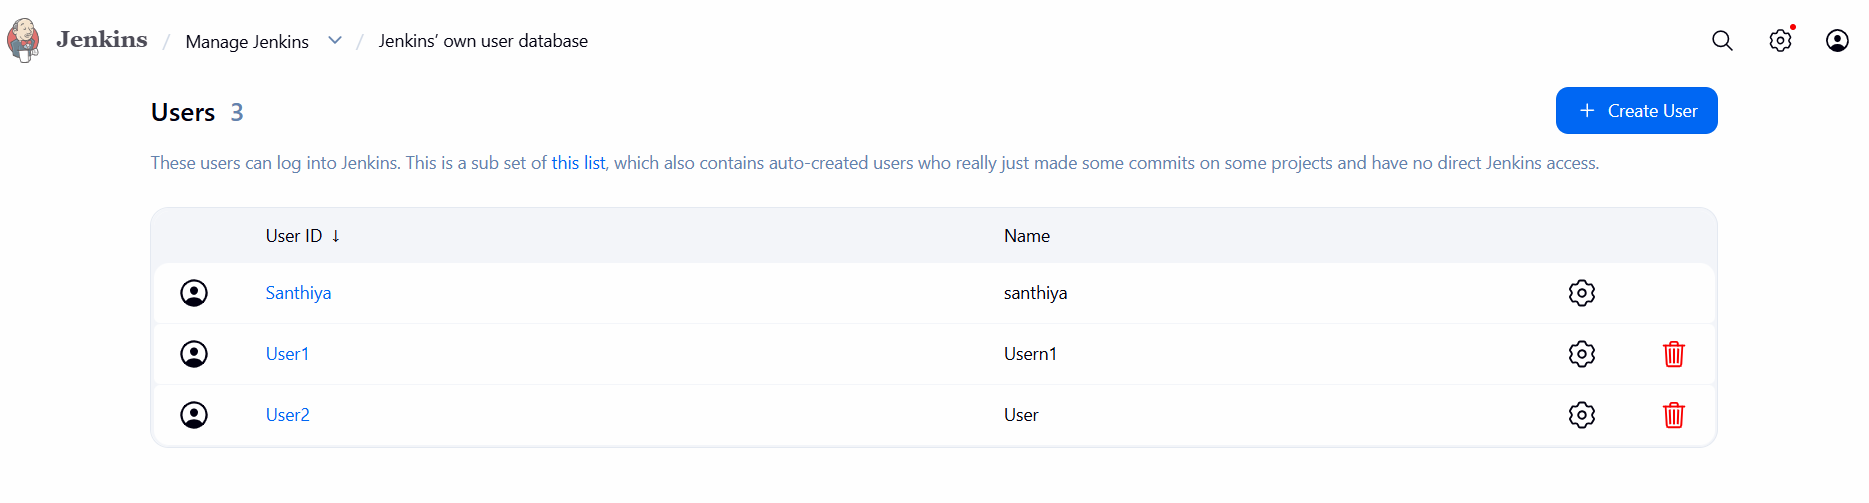 Jenkins / Manage Jenkins / Jenkins’ own user database
Users 3
+ Create User
These users can log into Jenkins. This is a sub set of this list, which also contains auto-created users who really just made some commits on some projects and have no direct Jenkins access.
User ID ↓ Name
Santhiya santhiya
User1 Usern1
User2 User